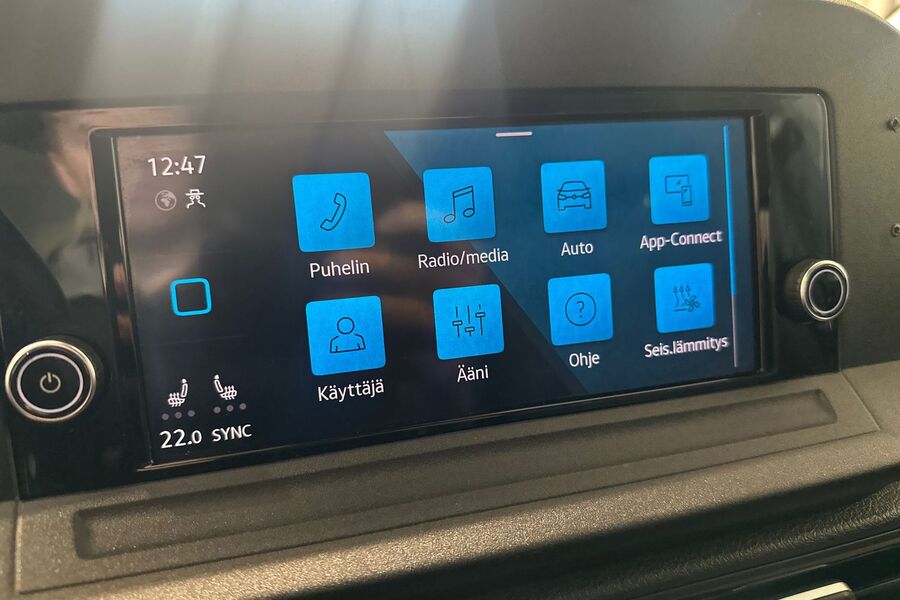 12:47
Puhelin
Radio/media
Auto
App-Connect
Käyttäjä
Ääni
Ohje
Seis.lämmitys
22.0 SYNC